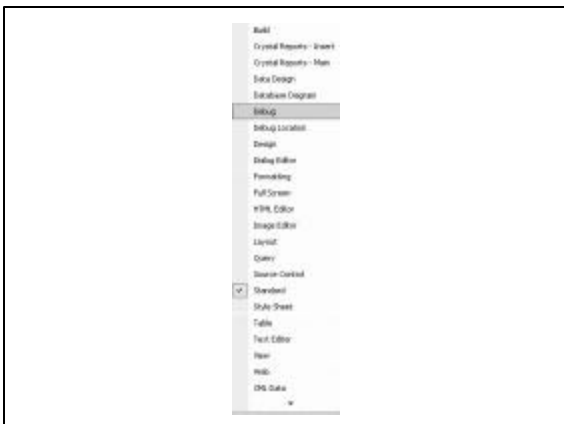 Build
Crystal Reports - Insert
Crystal Reports - Main
Data Design
Database Diagram
Debug
Debug Location
Design
Dialog Editor
Formatting
Full Screen
HTML Editor
Image Editor
Layout
Query
Source Control
Standard
Style Sheet
Table
Text Editor
View
Web
XML Data